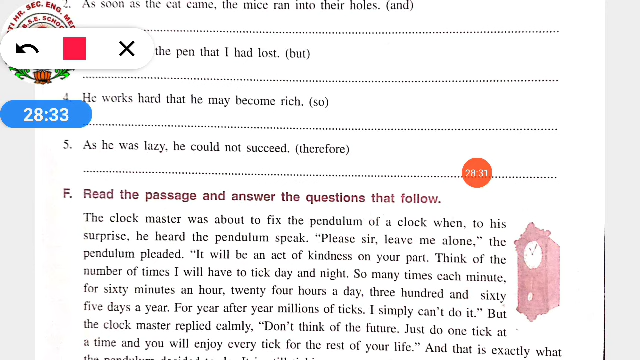 2. As soon as the cat came, the mice ran into their holes. (and)
the pen that I had lost. (but)
28:33
4. He works hard that he may become rich. (so)
5. As he was lazy, he could not succeed. (therefore)
28:31
F. Read the passage and answer the questions that follow.
The clock master was about to fix the pendulum of a clock when, to his
surprise, he heard the pendulum speak. “Please sir, leave me alone,” the
pendulum pleaded. “It will be an act of kindness on your part. Think of the
number of times I will have to tick day and night. So many times each minute,
for sixty minutes an hour, twenty four hours a day, three hundred and sixty
five days a year. For year after year millions of ticks. I simply can't do it.” But
the clock master replied calmly, “Don't think of the future. Just do one tick at
a time and you will enjoy every tick for the rest of your life.” And that is exactly what
the pendulum decided to